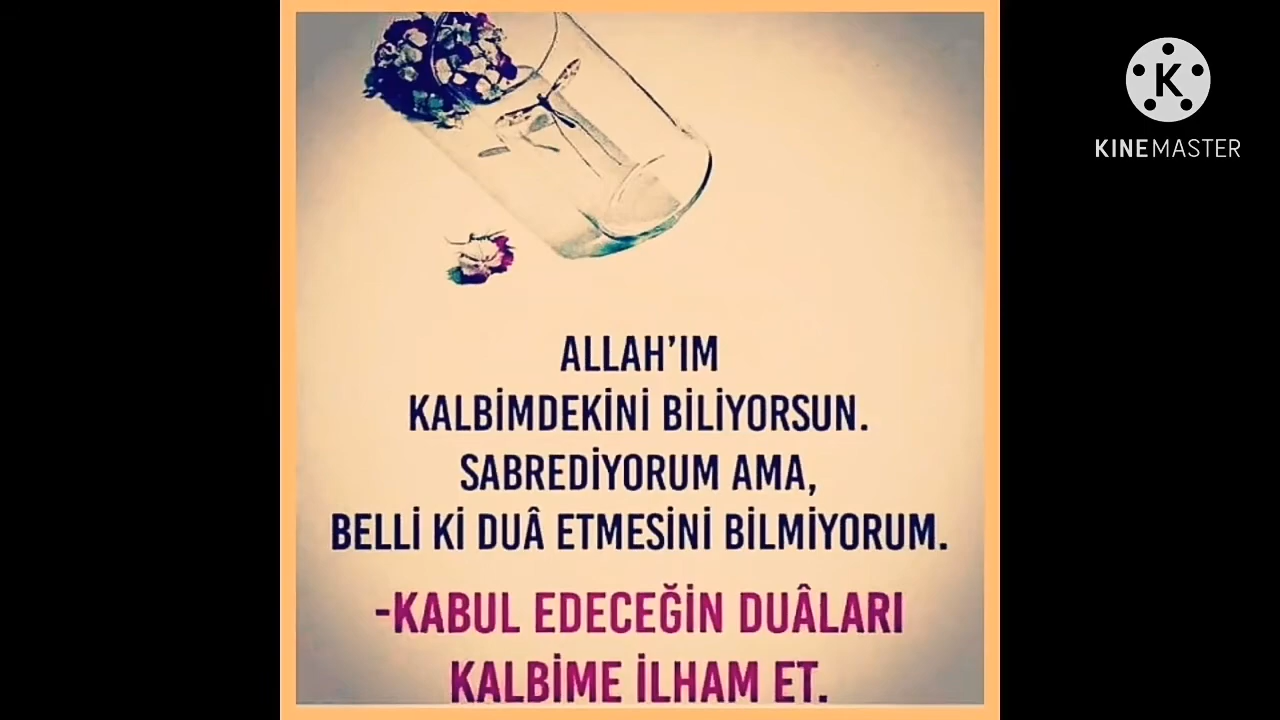 K
KINEMASTER
ALLAH'IM
KALBİMDEKİNİ BİLİYORSUN.
SABREDİYORUM AMA,
BELLİ Kİ DUÂ ETMESİNİ BİLMİYORUM.
-KABUL EDECEĞİN DUÂLARI
KALBİME İLHAM ET.